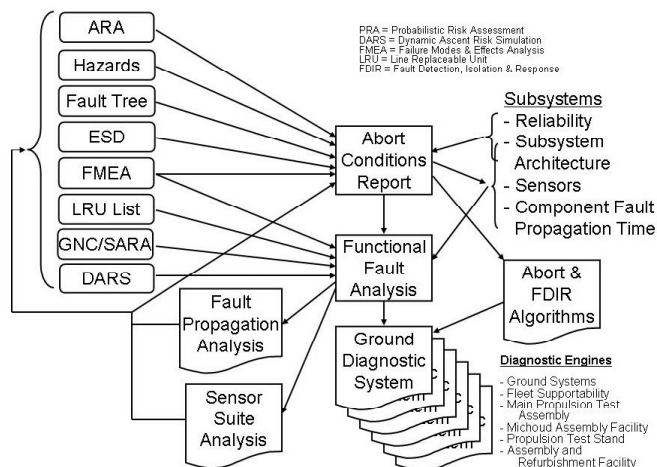 ARA
Hazards
Fault Tree
ESD
FMEA
LRU List
GNC/SARA
DARS
PRA = Probabilistic Risk Assessment
DARS = Dynamic Ascent Risk Simulation
FMEA = Failure Modes & Effects Analysis
LRU = Line Replaceable Unit
FDIR = Fault Detection, Isolation & Response
Abort
Conditions
Report
Subsystems
- Reliability
- Subsystem
Architecture
- Sensors
- Component Fault
Propagation Time
Functional
Fault
Analysis
Fault
Propagation
Analysis
Abort &
FDIR
Algorithms
Ground
Diagnostic
System
Sensor
Suite
Analysis
Diagnostic Engines
- Ground Systems
- Fleet Supportability
- Main Propulsion Test
Assembly
- Michoud Assembly Facility
- Propulsion Test Stand
- Assembly and
Refurbishment Facility